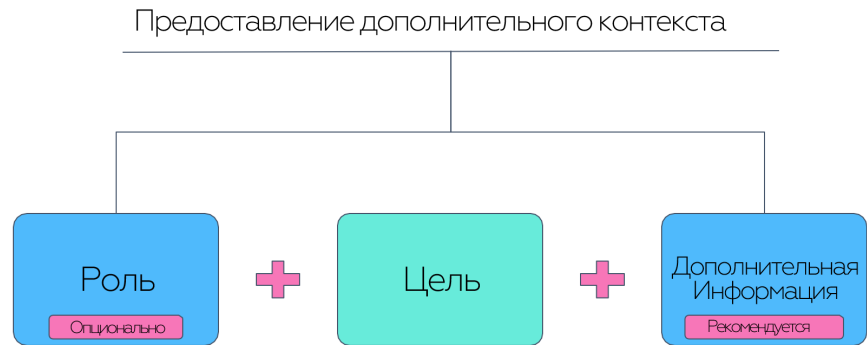 Предоставление дополнительного контекста
Роль
Опционально
Цель
Дополнительная
Информация
Рекомендуется